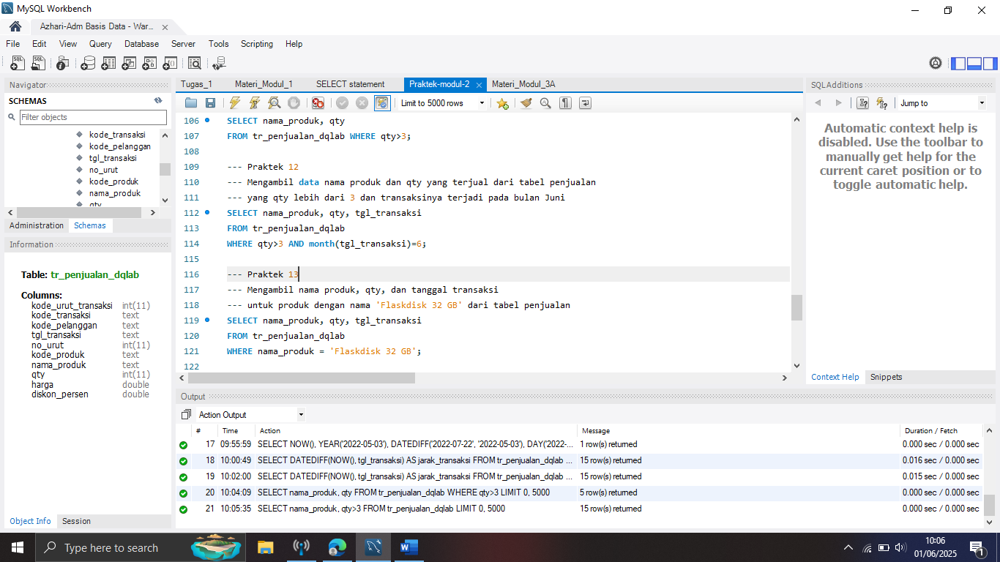 MySQL Workbench
Azhari-Adm Basis Data - War...
File Edit View Query Database Server Tools Scripting Help
Navigator
SCHEMAS
Filter objects
kode_transaksi
kode_pelanggan
tgl_transaksi
no_urut
kode_produk
nama_produk
qty
Administration Schemas
Information
Table: tr_penjualan_dqlab
Columns:
kode_urut_transaksi int(11)
kode_transaksi text
kode_pelanggan text
tgl_transaksi text
no_urut int(11)
kode_produk text
nama_produk text
qty int(11)
harga double
diskon_persen double
Object Info Session
Tugas_1 Materi_Modul_1 SELECT statement Praktek-modul-2 Materi_Modul_3A
Limit to 5000 rows
106 SELECT nama_produk, qty
107 FROM tr_penjualan_dqlab WHERE qty>3;
108
109 --- Praktek 12
110 --- Mengambil data nama produk dan qty yang terjual dari tabel penjualan
111 --- yang qty lebih dari 3 dan transaksinya terjadi pada bulan Juni
112 SELECT nama_produk, qty, tgl_transaksi
113 FROM tr_penjualan_dqlab
114 WHERE qty>3 AND month(tgl_transaksi)=6;
115
116 --- Praktek 13
117 --- Mengambil nama produk, qty, dan tanggal transaksi
118 --- untuk produk dengan nama 'Flaskdisk 32 GB' dari tabel penjualan
119 SELECT nama_produk, qty, tgl_transaksi
120 FROM tr_penjualan_dqlab
121 WHERE nama_produk = 'Flaskdisk 32 GB';
122
SQLAdditions
Jump to
Automatic context help is
disabled. Use the toolbar to
manually get help for the
current caret position or to
toggle automatic help.
Context Help Snippets
Output
Action Output
# Time Action Message Duration / Fetch
17 09:55:59 SELECT NOW(), YEAR('2022-05-03'), DATEDIFF('2022-07-22', '2022-05-03'), DAY('2022-... 1 row(s) returned 0.000 sec / 0.000 sec
18 10:00:49 SELECT DATEDIFF(NOW(), tgl_transaksi) AS jarak_transaksi FROM tr_penjualan_dqlab ... 15 row(s) returned 0.016 sec / 0.000 sec
19 10:02:00 SELECT DATEDIFF(NOW(), tgl_transaksi) AS jarak_transaksi FROM tr_penjualan_dqlab ... 15 row(s) returned 0.015 sec / 0.000 sec
20 10:04:09 SELECT nama_produk, qty FROM tr_penjualan_dqlab WHERE qty>3 LIMIT 0, 5000 5 row(s) returned 0.000 sec / 0.000 sec
21 10:05:35 SELECT nama_produk, qty>3 FROM tr_penjualan_dqlab LIMIT 0, 5000 15 row(s) returned 0.000 sec / 0.000 sec
Type here to search
10:06
01/06/2025
1